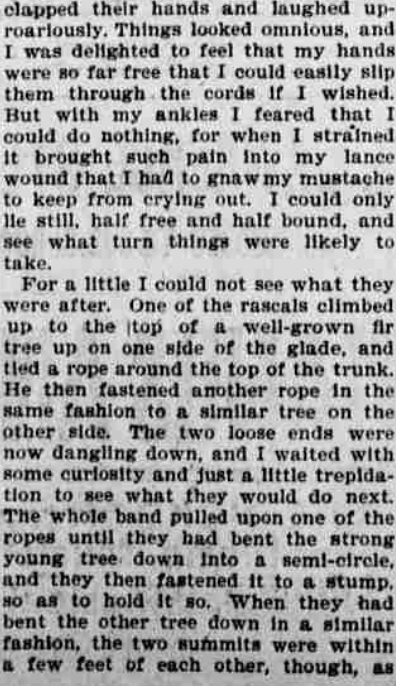 clapped their hands and laughed up-
roariously. Things looked omnious, and
I was delighted to feel that my hands
were so far free that I could easily slip
them through the cords if I wished.
But with my ankles I feared that I
could do nothing, for when I strained
it brought such pain into my lance
wound that I had to gnaw my mustache
to keep from crying out. I could only
lie still, half free and half bound, and
see what turn things were likely to
take.
For a little I could not see what they
were after. One of the rascals climbed
up to the top of a well-grown fir
tree up on one side of the glade, and
tied a rope around the top of the trunk.
He then fastened another rope in the
same fashion to a similar tree on the
other side. The two loose ends were
now dangling down, and I waited with
some curiosity and just a little trepida-
tion to see what they would do next.
The whole band pulled upon one of the
ropes until they had bent the strong
young tree down into a semi-circle,
and they then fastened it to a stump,
so as to hold it so. When they had
bent the other tree down in a similar
fashion, the two summits were within
a few feet of each other, though, as